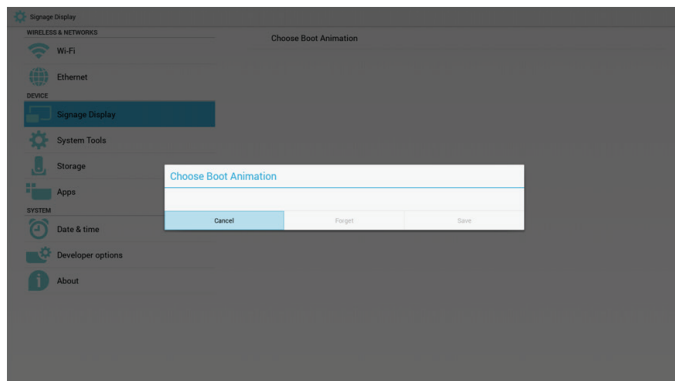 Signage Display
WIRELESS & NETWORKS
Wi-Fi
Ethernet
DEVICE
Signage Display
System Tools
Storage
Apps
SYSTEM
Date & time
Developer options
About
Choose Boot Animation
Choose Boot Animation
Cancel
Forget
Save